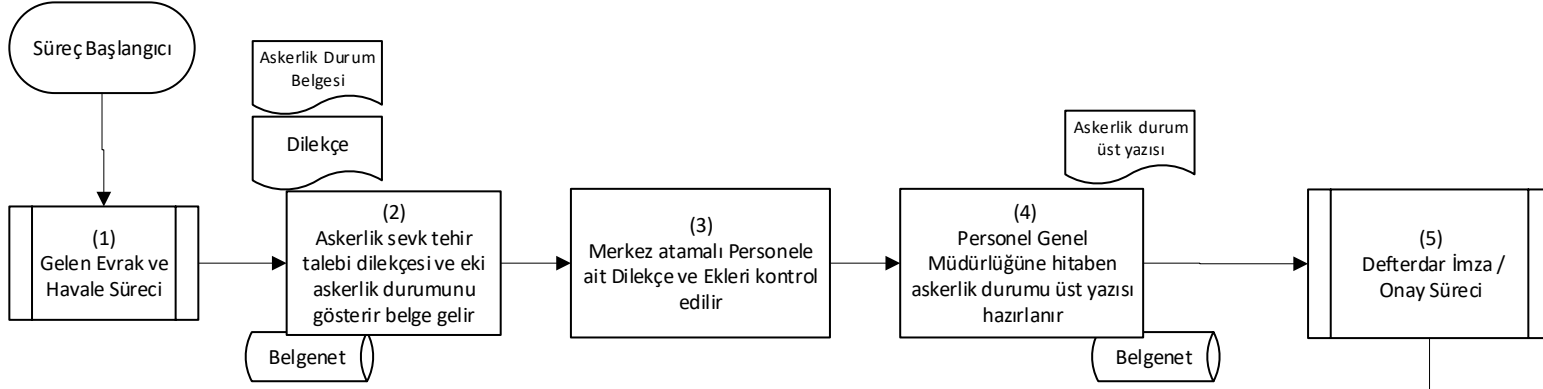 Süreç Başlangıcı
Askerlik Durum
Belgesi
Dilekçe
Askerlik durum
üst yazısı
(1)
Gelen Evrak ve
Havale Süreci
(2)
Askerlik sevk tehir
talebi dilekçesi ve eki
askerlik durumunu
gösterir belge gelir
(3)
Merkez atamalı Personele
ait Dilekçe ve Ekleri kontrol
edilir
(4)
Personel Genel
Müdürlüğüne hitaben
askerlik durumu üst yazısı
hazırlanır
(5)
Defterdar İmza /
Onay Süreci
Belgenet
Belgenet